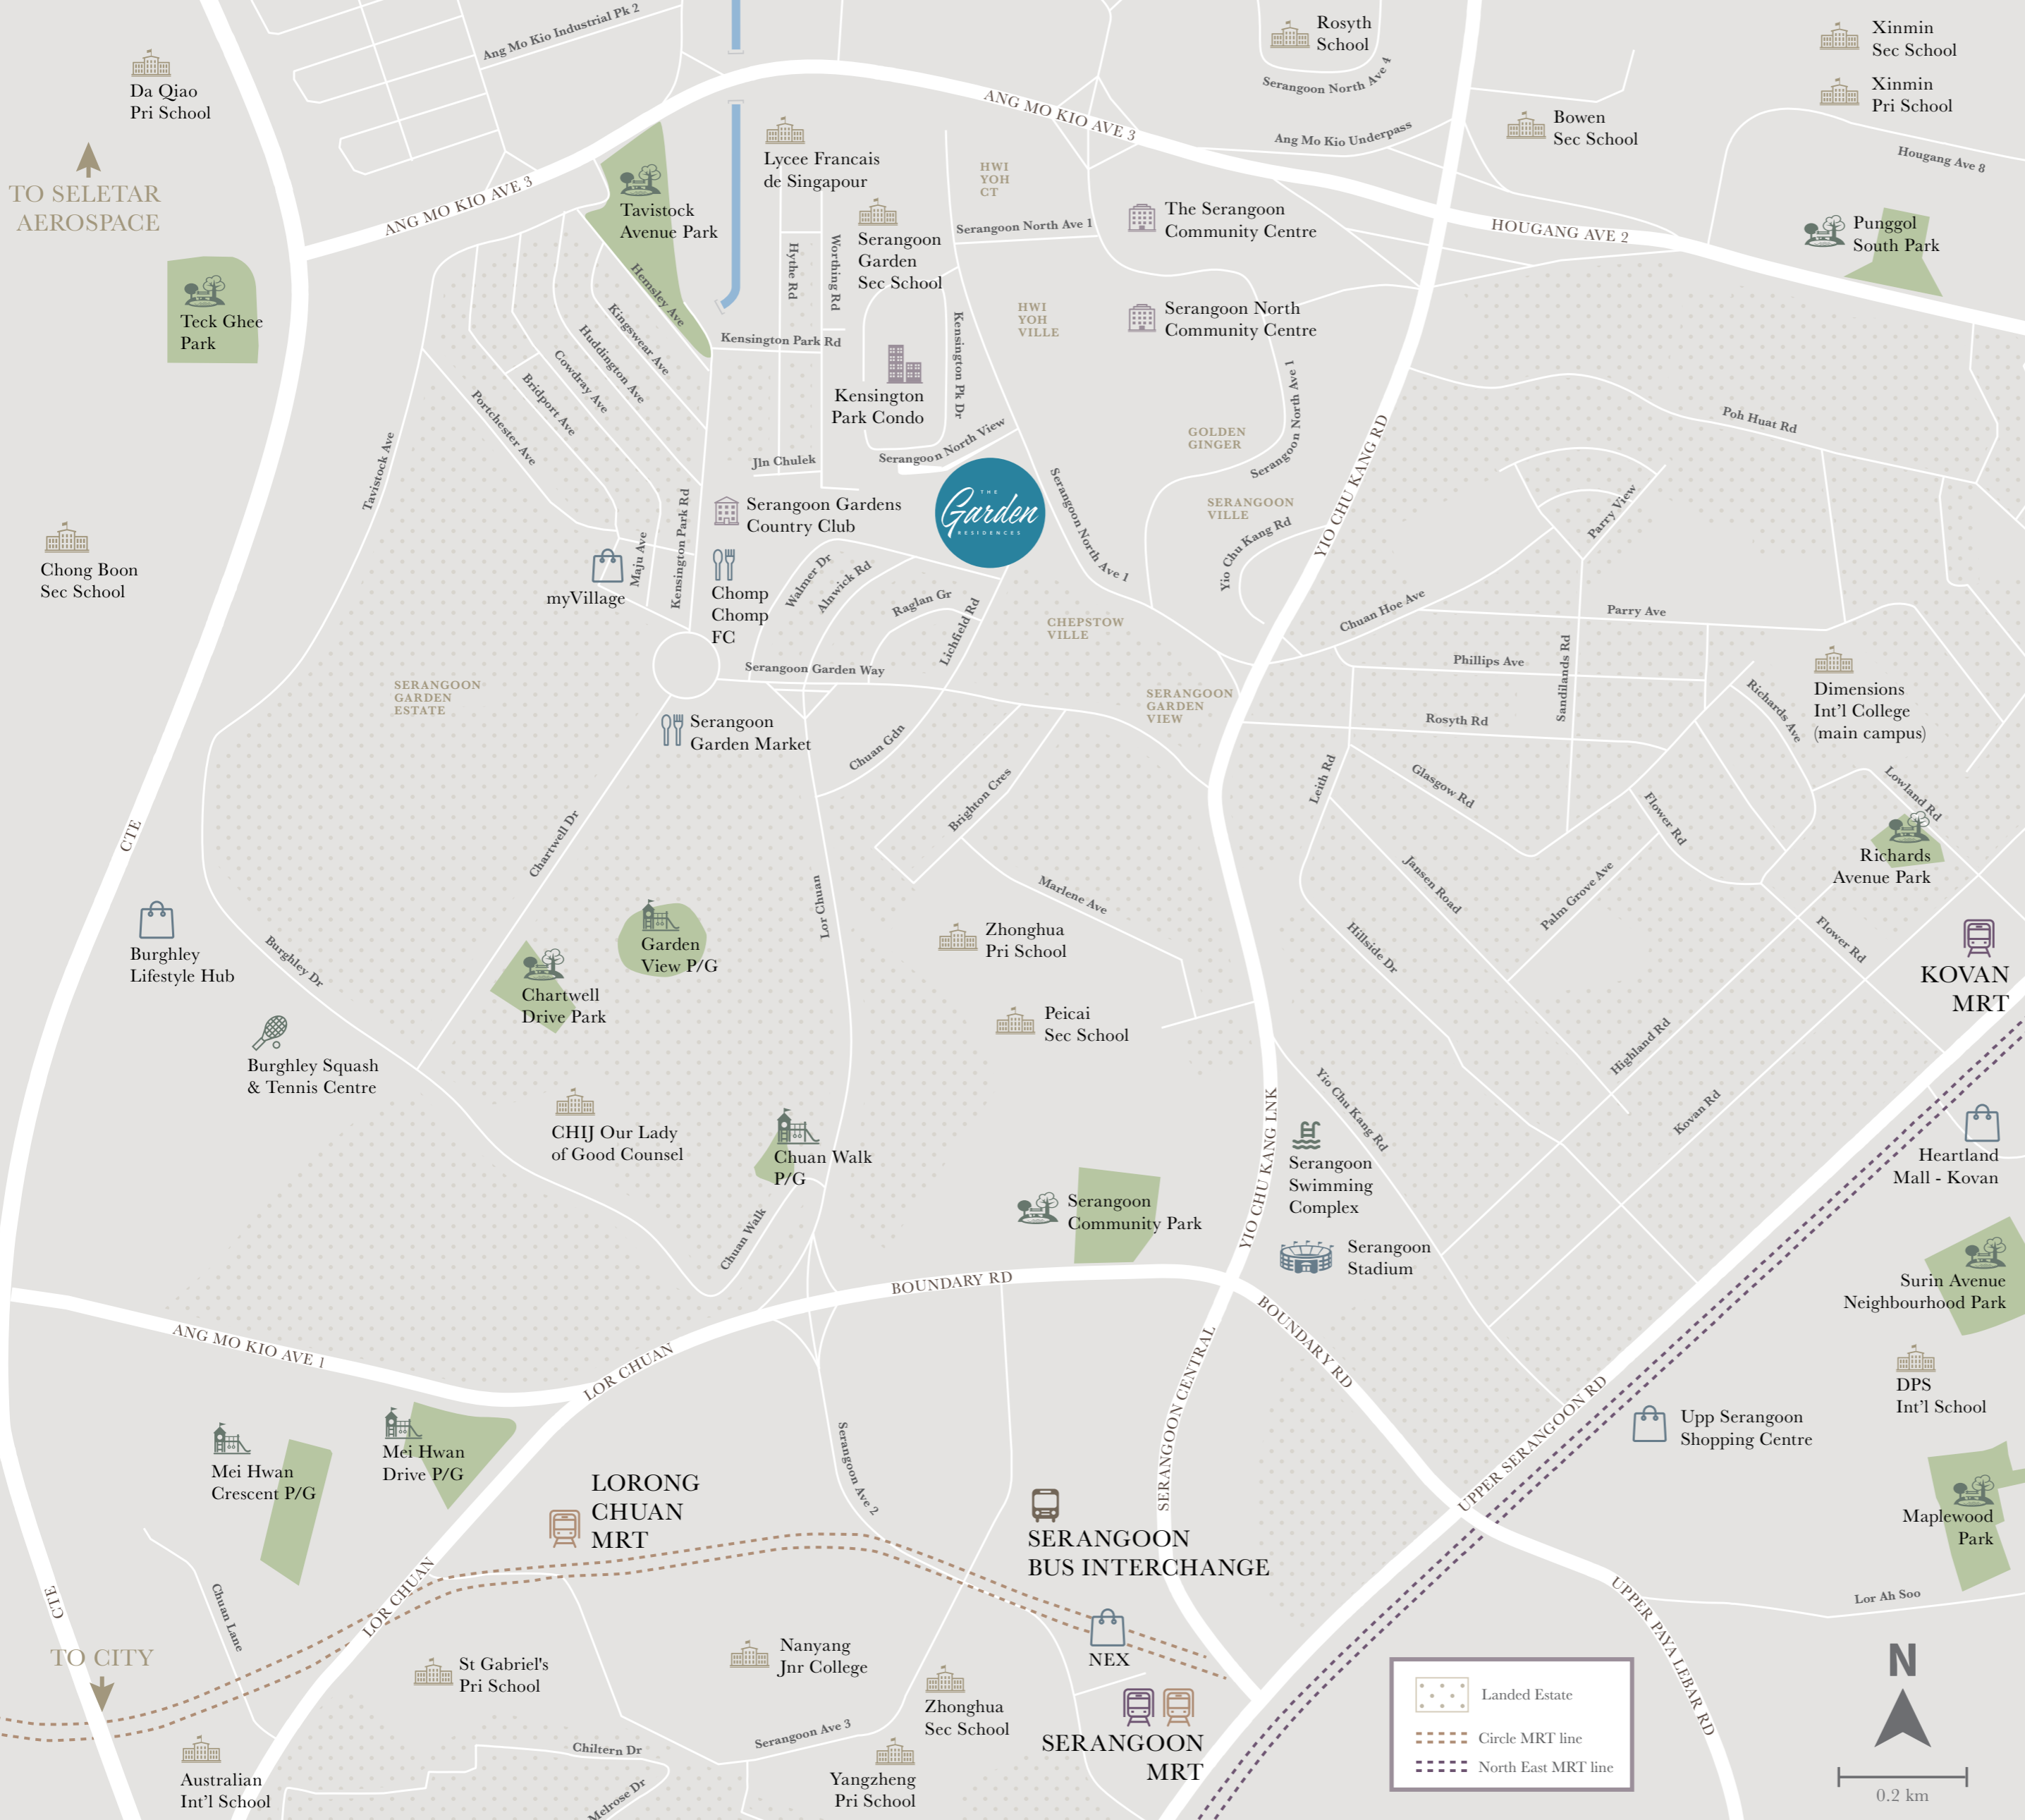 Ang Mo Kio Industrial Pk 2
Rosyth
School
Xinmin
Sec School
Da Qiao
Pri School
Serangoon North Ave 4
Xinmin
Pri School
ANG MO KIO AVE 3
Bowen
Sec School
Ang Mo Kio Underpass
Hougang Ave 8
TO SELETAR
AEROSPACE
ANG MO KIO AVE 3
Lycee Francais
de Singapour
HWI
YOH
CT
Tavistock
Avenue Park
Serangoon North Ave 1
The Serangoon
Community Centre
HOUGANG AVE 2
Punggol
South Park
Serangoon
Garden
Sec School
Hythe Rd
Worthing Rd
Hemsley Ave
Teck Ghee
Park
Kingswear Ave
Huddington Ave
Cowdray Ave
Bridport Ave
Portchester Ave
Kensington Park Rd
Kensington Pk Dr
HWI
YOH
VILLE
Serangoon North
Community Centre
Kensington
Park Condo
Serangoon North Ave 1
Poh Huat Rd
Tavistock Ave
Jln Chulek
Serangoon North View
GOLDEN
GINGER
YIO CHU KANG RD
THE
Garden
RESIDENCES
Serangoon Gardens
Country Club
Kensington Park Rd
Serangoon North Ave 1
SERANGOON
VILLE
Yio Chu Kang Rd
Parry View
Chong Boon
Sec School
myVillage
Maju Ave
Chomp
Chomp
FC
Walmer Dr
Alnwick Rd
Raglan Gr
Lichfield Rd
CHEPSTOW
VILLE
Chuan Hoe Ave
Parry Ave
Serangoon Garden Way
Phillips Ave
Sandilands Rd
Richards Ave
Dimensions
Int'l College
(main campus)
SERANGOON
GARDEN
ESTATE
SERANGOON
GARDEN
VIEW
Rosyth Rd
Serangoon
Garden Market
Chuan Gdn
Brighton Cres
Leith Rd
Glasgow Rd
Flower Rd
Lowland Rd
CTE
Chartwell Dr
Richards
Avenue Park
Lor Chuan
Marlene Ave
Jansen Road
Palm Grove Ave
Burghley
Lifestyle Hub
Burghley Dr
Garden
View P/G
Zhonghua
Pri School
Hillside Dr
Flower Rd
KOVAN
MRT
Chartwell
Drive Park
Peicai
Sec School
Highland Rd
Burghley Squash
& Tennis Centre
Yio Chu Kang Rd
Kovan Rd
CHIJ Our Lady
of Good Counsel
Chuan Walk
P/G
YIO CHU KANG LNK
Serangoon
Swimming
Complex
Heartland
Mall - Kovan
Serangoon
Community Park
Chuan Walk
Serangoon
Stadium
BOUNDARY RD
Surin Avenue
Neighbourhood Park
ANG MO KIO AVE 1
LOR CHUAN
BOUNDARY RD
SERANGOON CENTRAL
DPS
Int'l School
UPPER SERANGOON RD
Upp Serangoon
Shopping Centre
Mei Hwan
Crescent P/G
Mei Hwan
Drive P/G
Serangoon Ave 2
LORONG
CHUAN
MRT
SERANGOON
BUS INTERCHANGE
Maplewood
Park
Lor Ah Soo
UPPER PAYA LEBAR RD
CTE
Chuan Lane
LOR CHUAN
TO CITY
St Gabriel's
Pri School
Nanyang
Jnr College
NEX
Zhonghua
Sec School
SERANGOON
MRT
Serangoon Ave 3
Chiltern Dr
Melrose Dr
Australian
Int'l School
Yangzheng
Pri School
Landed Estate
Circle MRT line
North East MRT line
N
0.2 km